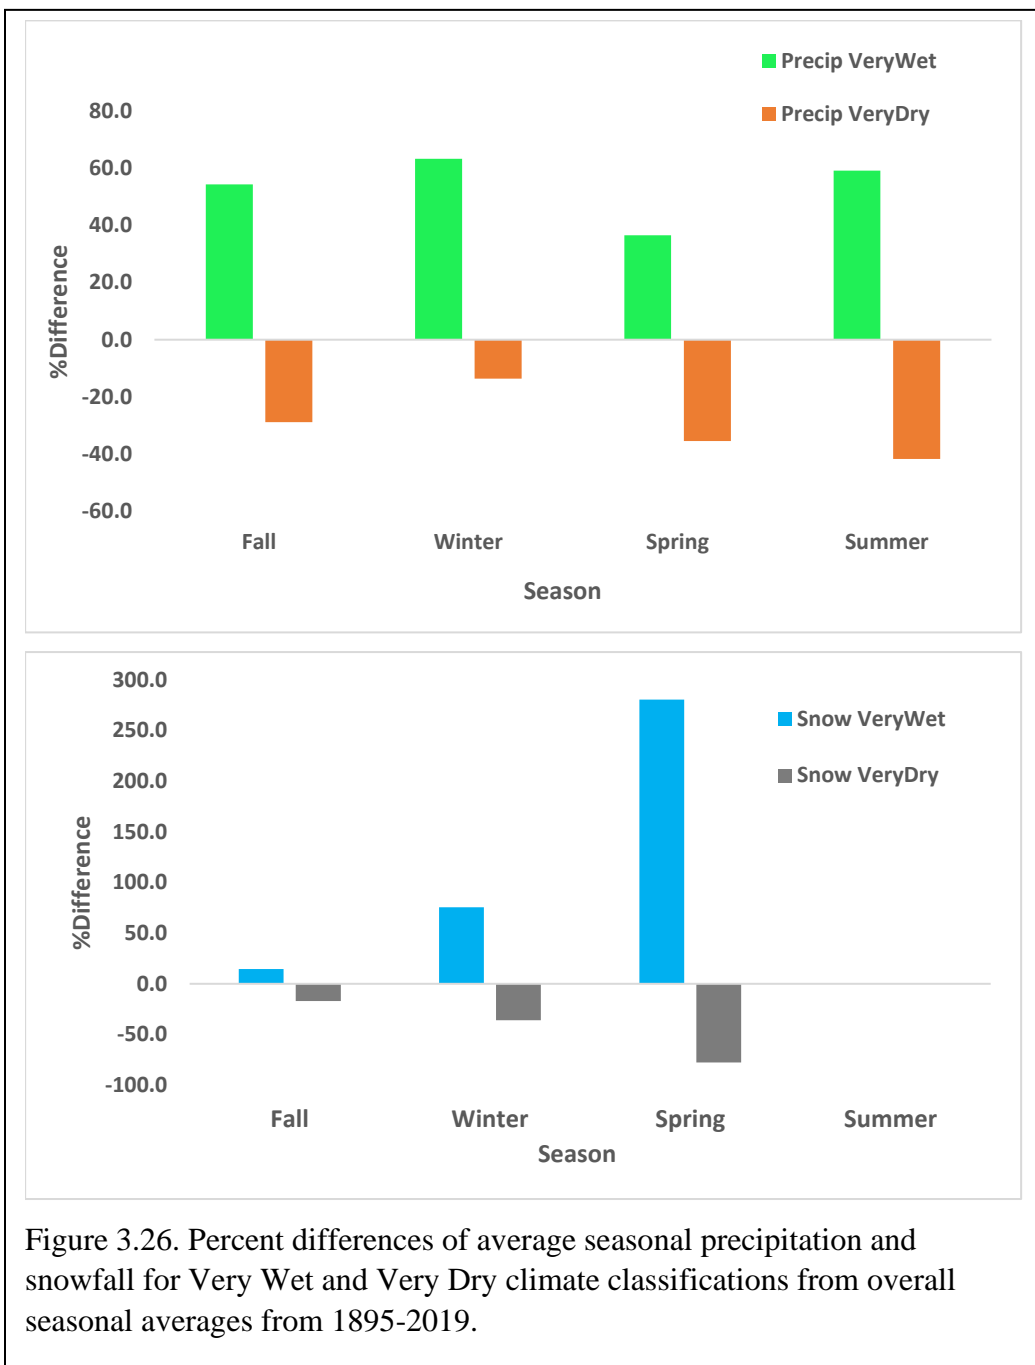 Precip VeryWet
Precip VeryDry
80.0
60.0
40.0
20.0
0.0
-20.0
-40.0
-60.0
%Difference
Fall Winter Spring Summer
Season
300.0
250.0
200.0
150.0
100.0
50.0
0.0
-50.0
-100.0
Snow VeryWet
Snow VeryDry
%Difference
Fall Winter Spring Summer
Season
Figure 3.26. Percent differences of average seasonal precipitation and
snowfall for Very Wet and Very Dry climate classifications from overall
seasonal averages from 1895-2019.